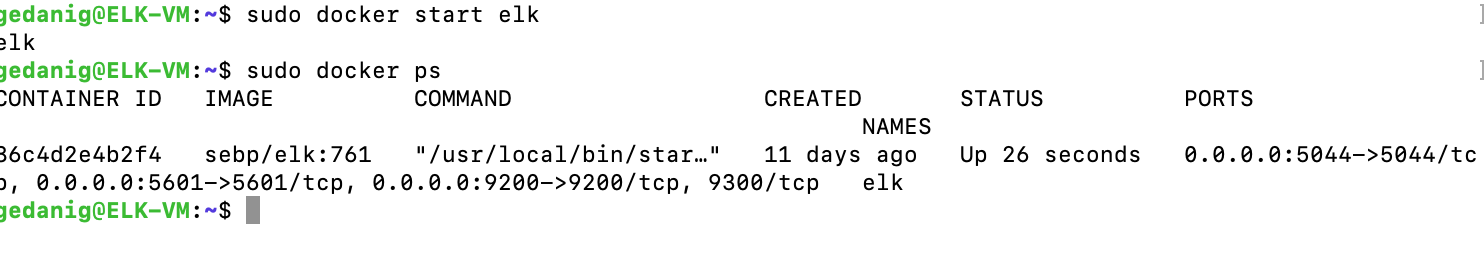 gedanig@ELK-VM:~$ sudo docker start elk
elk
gedanig@ELK-VM:~$ sudo docker ps
CONTAINER ID   IMAGE          COMMAND                  CREATED       STATUS          PORTS
NAMES
86c4d2e4b2f4   sebp/elk:761   "/usr/local/bin/star…"   11 days ago   Up 26 seconds   0.0.0.0:5044->5044/tc
p, 0.0.0.0:5601->5601/tcp, 0.0.0.0:9200->9200/tcp, 9300/tcp   elk
gedanig@ELK-VM:~$